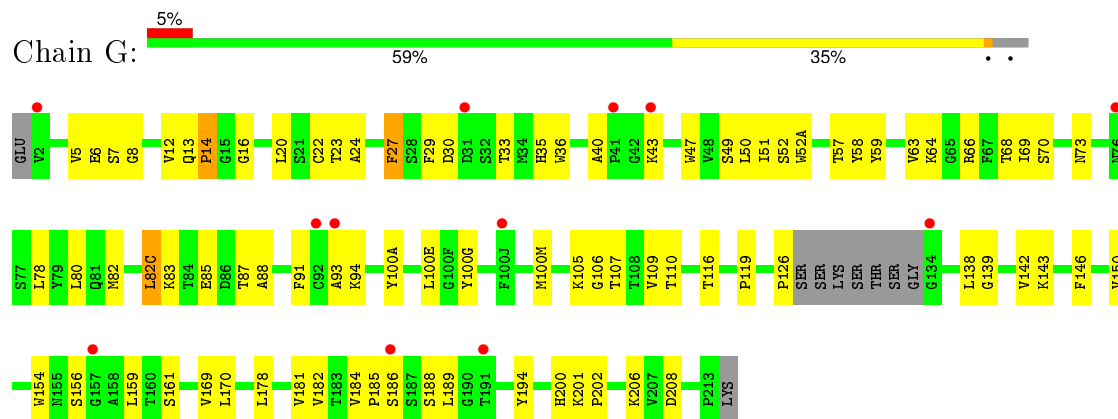 5%
Chain G:
59% 35% • •
GLU V2 V5 E6 S7 G8 V12 Q13 P14 G15 G16 L20 S21 C22 T23 A24 F27 S28 F29 D30 D31 S32 T33 M34 H35 W36 A40 P41 G42 K43 W47 V48 S49 L50 I51 S52 W52A T57 Y58 Y59 V63 K64 G65 R66 F67 T68 I69 S70 N73 N76
S77 L78 Y79 L80 Q81 M82 L82C K83 T84 E85 D86 T87 A88 F91 C92 A93 K94 Y100A L100E G100F Y100G F100J M100M K105 G106 T107 T108 V109 T110 T116 P119 P126 SER SER LYS SER THR SER GLY G134 L138 G139 V142 K143 F146 V150
W154 N155 S156 G157 A158 L159 T160 S161 V169 L170 L178 V181 V182 T183 V184 P185 S186 S187 S188 L189 G190 T191 Y194 H200 K201 P202 K206 V207 D208 P213 LYS